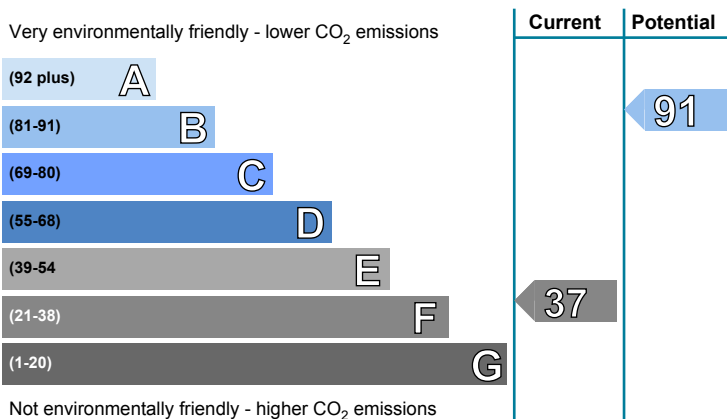 Current Potential
Very environmentally friendly - lower CO2 emissions
(92 plus) A
(81-91) B
91
(69-80) C
(55-68) D
(39-54 E
(21-38) F
37
(1-20) G
Not environmentally friendly - higher CO2 emissions